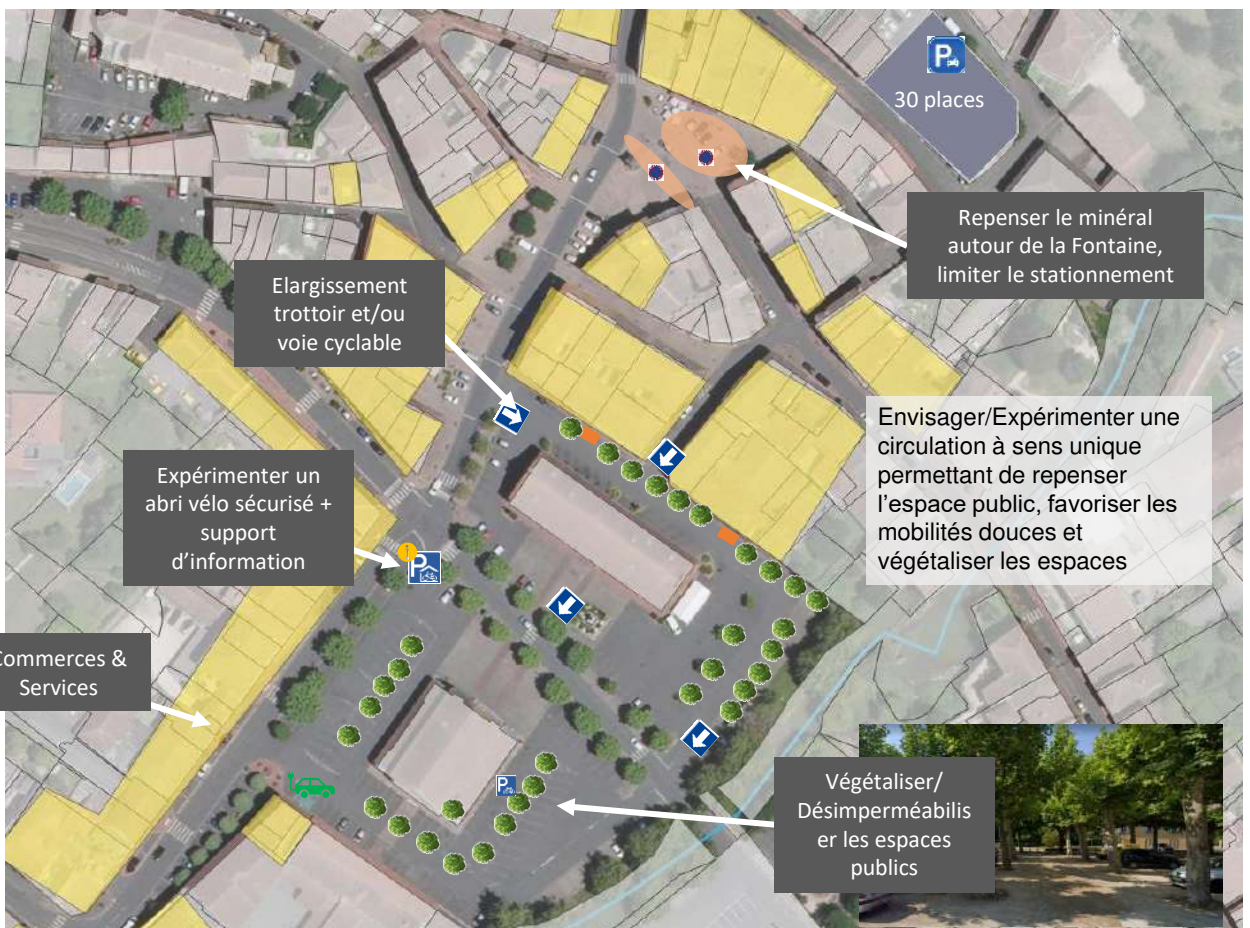 P
30 places
Repenser le minéral
autour de la Fontaine,
limiter le stationnement
Elargissement
trottoir et/ou
voie cyclable
Envisager/Expérimenter une
circulation à sens unique
permettant de repenser
l'espace public, favoriser les
mobilités douces et
végétaliser les espaces
Expérimenter un
abri vélo sécurisé +
support
d'information
P
Commerces &
Services
P
Végétaliser/
Désimperméabilis
er les espaces
publics